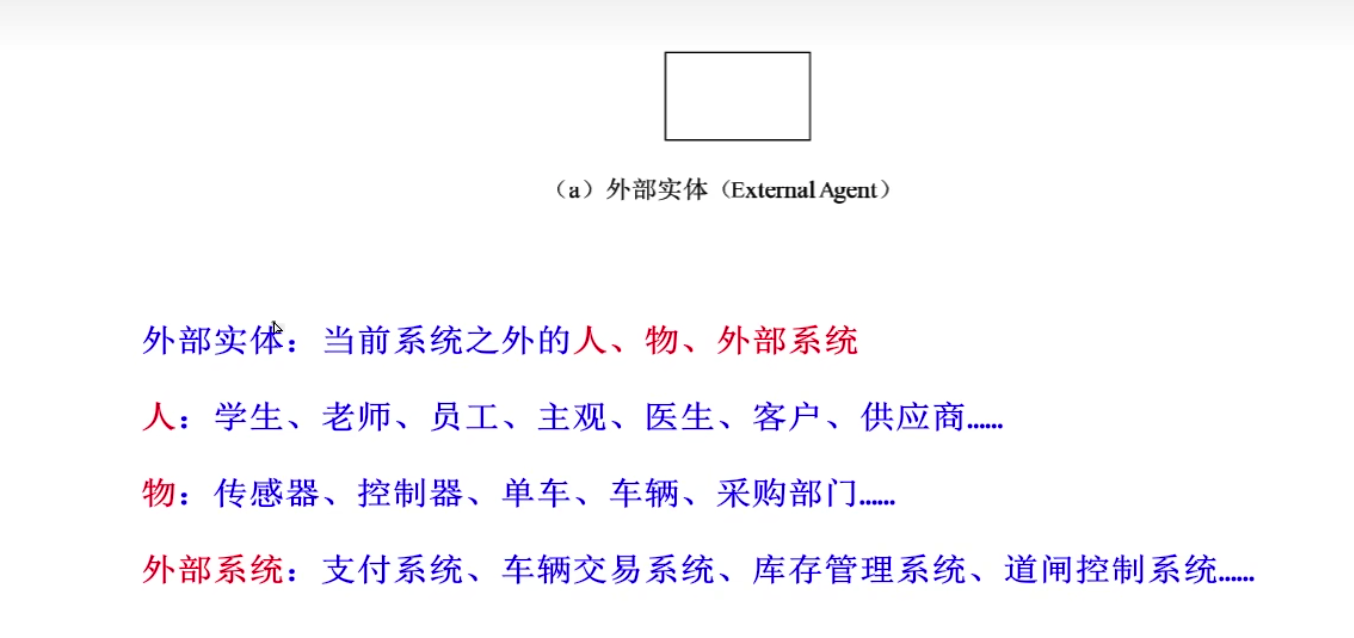 （a）外部实体（External Agent）
外部实体：当前系统之外的人、物、外部系统
人：学生、老师、员工、主观、医生、客户、供应商......
物：传感器、控制器、单车、车辆、采购部门......
外部系统：支付系统、车辆交易系统、库存管理系统、道闸控制系统......